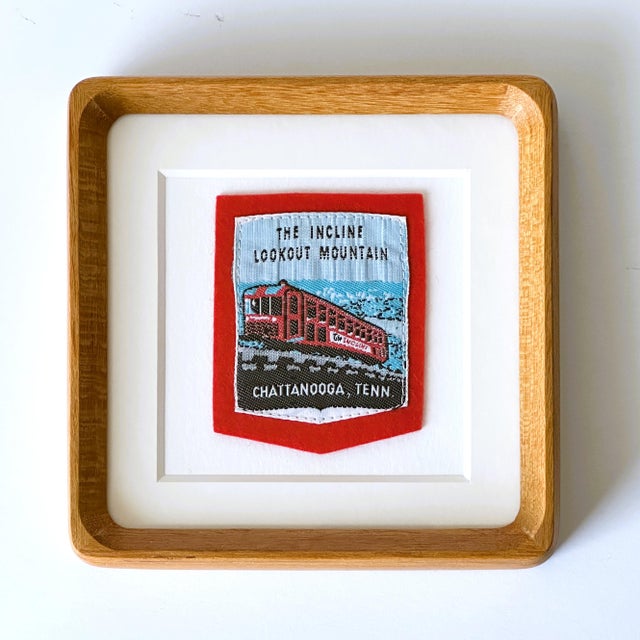 THE INCLINE
LOOKOUT MOUNTAIN
CHATTANOOGA, TENN